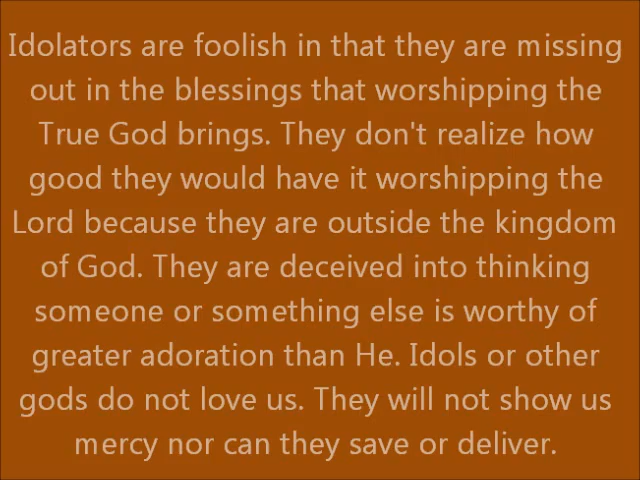 Idolators are foolish in that they are missing
out in the blessings that worshipping the
True God brings. They don't realize how
good they would have it worshipping the
Lord because they are outside the kingdom
of God. They are deceived into thinking
someone or something else is worthy of
greater adoration than He. Idols or other
gods do not love us. They will not show us
mercy nor can they save or deliver.